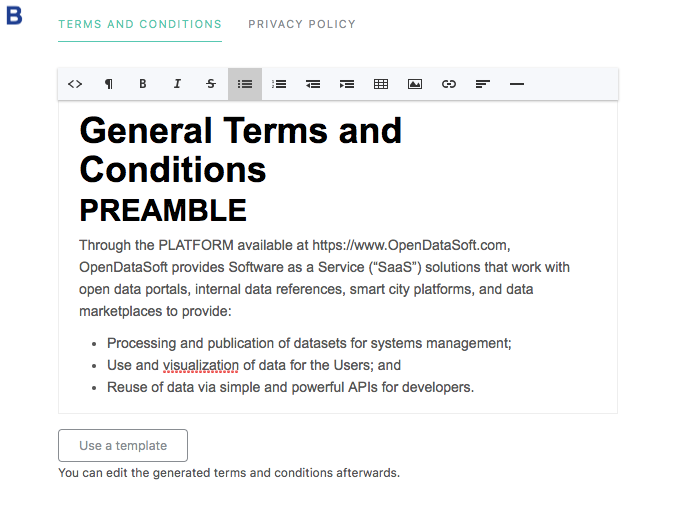 B
TERMS AND CONDITIONS PRIVACY POLICY
<> ¶ B I S
General Terms and
Conditions
PREAMBLE
Through the PLATFORM available at https://www.OpenDataSoft.com,
OpenDataSoft provides Software as a Service (“SaaS”) solutions that work with
open data portals, internal data references, smart city platforms, and data
marketplaces to provide:
• Processing and publication of datasets for systems management;
• Use and visualization of data for the Users; and
• Reuse of data via simple and powerful APIs for developers.
Use a template
You can edit the generated terms and conditions afterwards.